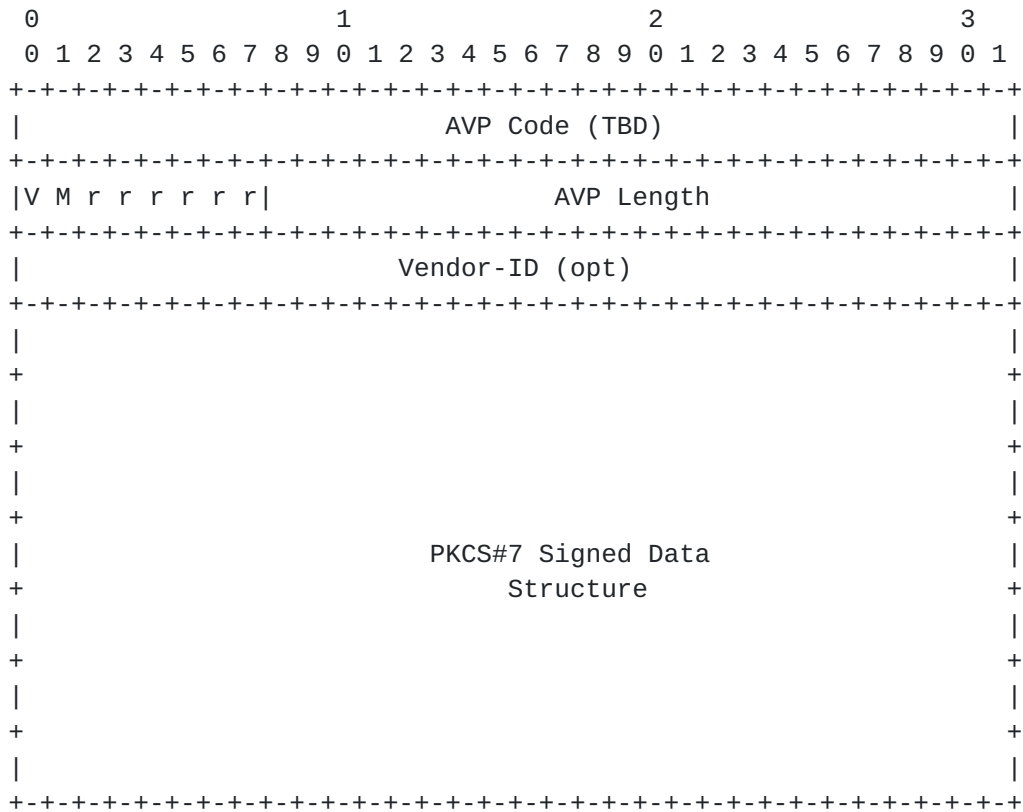 0                   1                   2                   3
 0 1 2 3 4 5 6 7 8 9 0 1 2 3 4 5 6 7 8 9 0 1 2 3 4 5 6 7 8 9 0 1
+-+-+-+-+-+-+-+-+-+-+-+-+-+-+-+-+-+-+-+-+-+-+-+-+-+-+-+-+-+-+-+-+
|                           AVP Code (TBD)                      |
+-+-+-+-+-+-+-+-+-+-+-+-+-+-+-+-+-+-+-+-+-+-+-+-+-+-+-+-+-+-+-+-+
|V M r r r r r r|                  AVP Length                   |
+-+-+-+-+-+-+-+-+-+-+-+-+-+-+-+-+-+-+-+-+-+-+-+-+-+-+-+-+-+-+-+-+
|                        Vendor-ID (opt)                        |
+-+-+-+-+-+-+-+-+-+-+-+-+-+-+-+-+-+-+-+-+-+-+-+-+-+-+-+-+-+-+-+-+
|                                                               |
+                                                               +
|                                                               |
+                                                               +
|                                                               |
+                                                               +
|                          PKCS#7 Signed Data                   |
+                               Structure                       +
|                                                               |
+                                                               +
|                                                               |
+                                                               +
|                                                               |
+-+-+-+-+-+-+-+-+-+-+-+-+-+-+-+-+-+-+-+-+-+-+-+-+-+-+-+-+-+-+-+-+